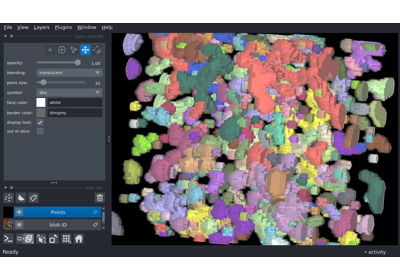 File View Layers Plugins Window Help
opacity: 1.00
blending: translucent
point size: 10
symbol: disc
face color: white
border color: dimgrey
display text: ✓
out of slice:
Points
blob ID
Ready activity